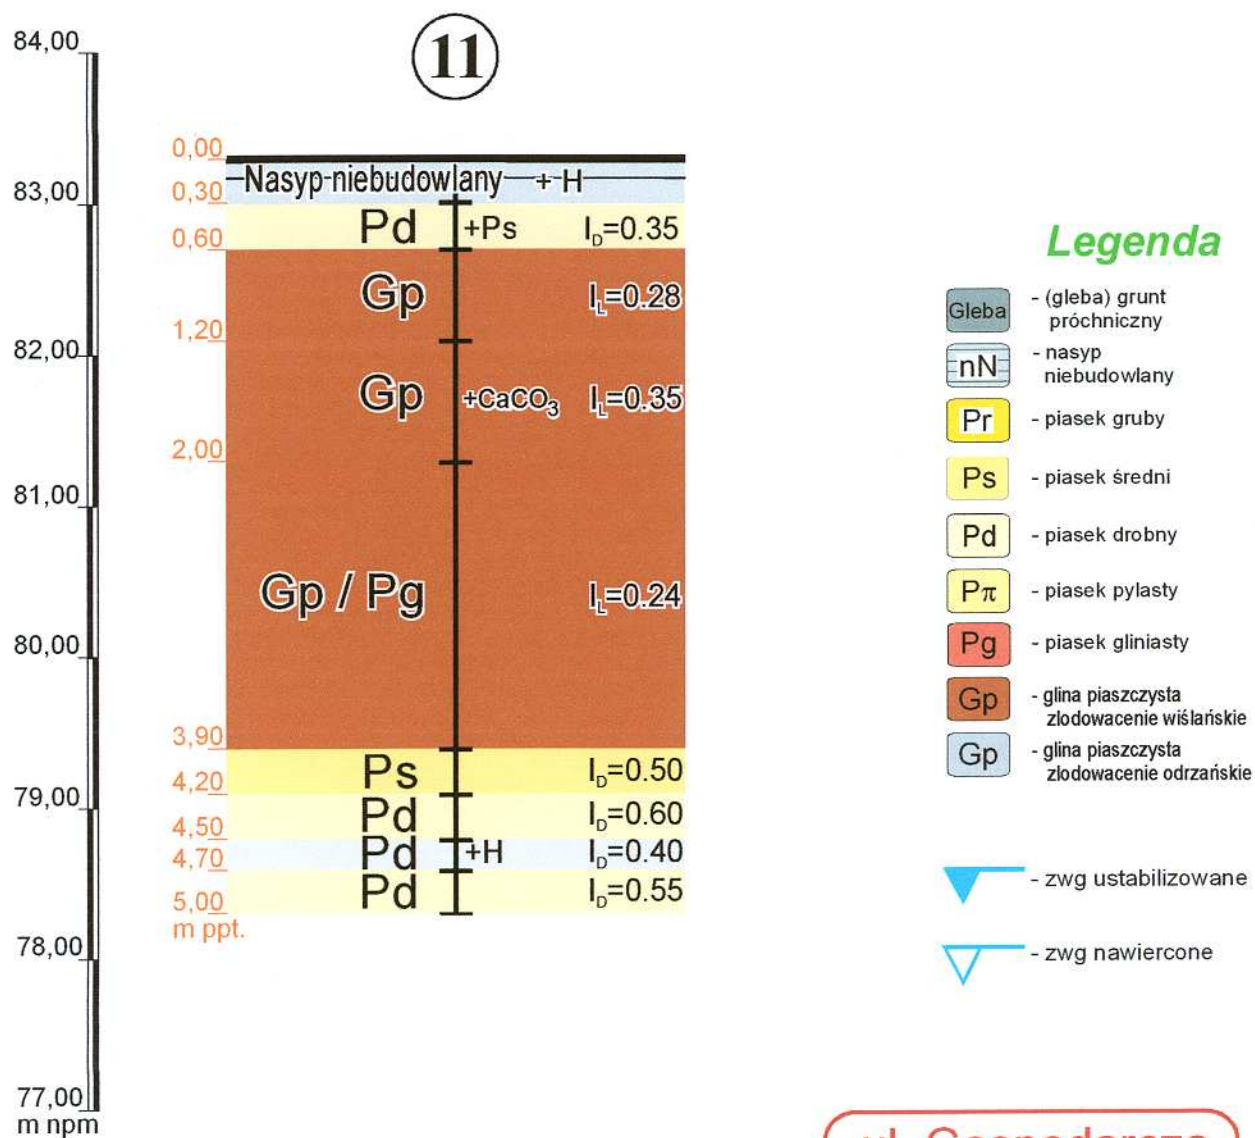 84,00
11
0,00
Nasyp niebudowlany + H
0,30
83,00
Pd +Ps I_D=0.35
0,60
Gp I_L=0.28
1,20
82,00
Gp +CaCO₃ I_L=0.35
2,00
81,00
Gp / Pg I_L=0.24
80,00
3,90
Ps I_D=0.50
4,20
79,00
Pd I_D=0.60
4,50
Pd +H I_D=0.40
4,70
Pd I_D=0.55
5,00
m ppt.
78,00
77,00
m npm
Legenda
Gleba - (gleba) grunt
próchniczny
nN - nasyp
niebudowlany
Pr - piasek gruby
Ps - piasek średni
Pd - piasek drobny
Pπ - piasek pylasty
Pg - piasek gliniasty
Gp - glina piaszczysta
zlodowacenie wiślańskie
Gp - glina piaszczysta
zlodowacenie odrzańskie
- zwg ustabilizowane
- zwg nawiercone
ul. Gospodarcza